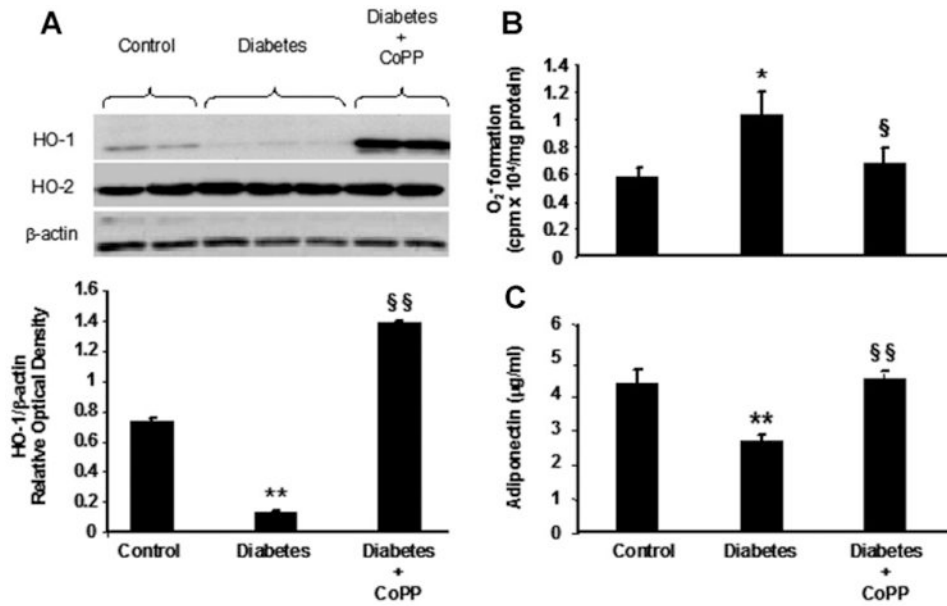 A
Control
Diabetes
Diabetes
+
CoPP
HO-1
HO-2
β-actin
HO-1/β-actin
Relative Optical Density
1.6
1.4
1.2
1
0.8
0.6
0.4
0.2
0
**
§§
Control
Diabetes
Diabetes
+
CoPP
B
O₂⁻ formation
(cpm x 10⁴/mg protein)
1.4
1.2
1
0.6
0.4
0.2
0
*
§
C
Adiponectin (µg/ml)
6
5
4
3
2
1
0
**
§§
Control
Diabetes
Diabetes
+
CoPP